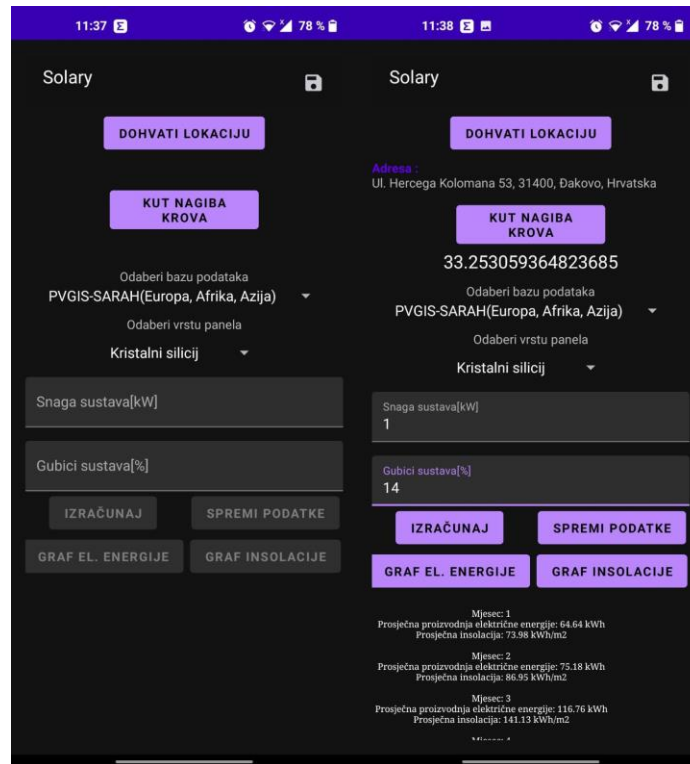 11:37 Σ 78 %
Solary
DOHVATI LOKACIJU
KUT NAGIBA
KROVA
Odaberi bazu podataka
PVGIS-SARAH(Europa, Afrika, Azija)
Odaberi vrstu panela
Kristalni silicij
Snaga sustava[kW]
Gubici sustava[%]
IZRAČUNAJ SPREMI PODATKE
GRAF EL. ENERGIJE GRAF INSOLACIJE
11:38 Σ 78 %
Solary
DOHVATI LOKACIJU
Adresa :
Ul. Hercega Kolomana 53, 31400, Đakovo, Hrvatska
KUT NAGIBA
KROVA
33.253059364823685
Odaberi bazu podataka
PVGIS-SARAH(Europa, Afrika, Azija)
Odaberi vrstu panela
Kristalni silicij
Snaga sustava[kW]
1
Gubici sustava[%]
14
IZRAČUNAJ SPREMI PODATKE
GRAF EL. ENERGIJE GRAF INSOLACIJE
Mjesec: 1
Prosječna proizvodnja električne energije: 64.64 kWh
Prosječna insolacija: 73.98 kWh/m2
Mjesec: 2
Prosječna proizvodnja električne energije: 75.18 kWh
Prosječna insolacija: 86.95 kWh/m2
Mjesec: 3
Prosječna proizvodnja električne energije: 116.76 kWh
Prosječna insolacija: 141.13 kWh/m2